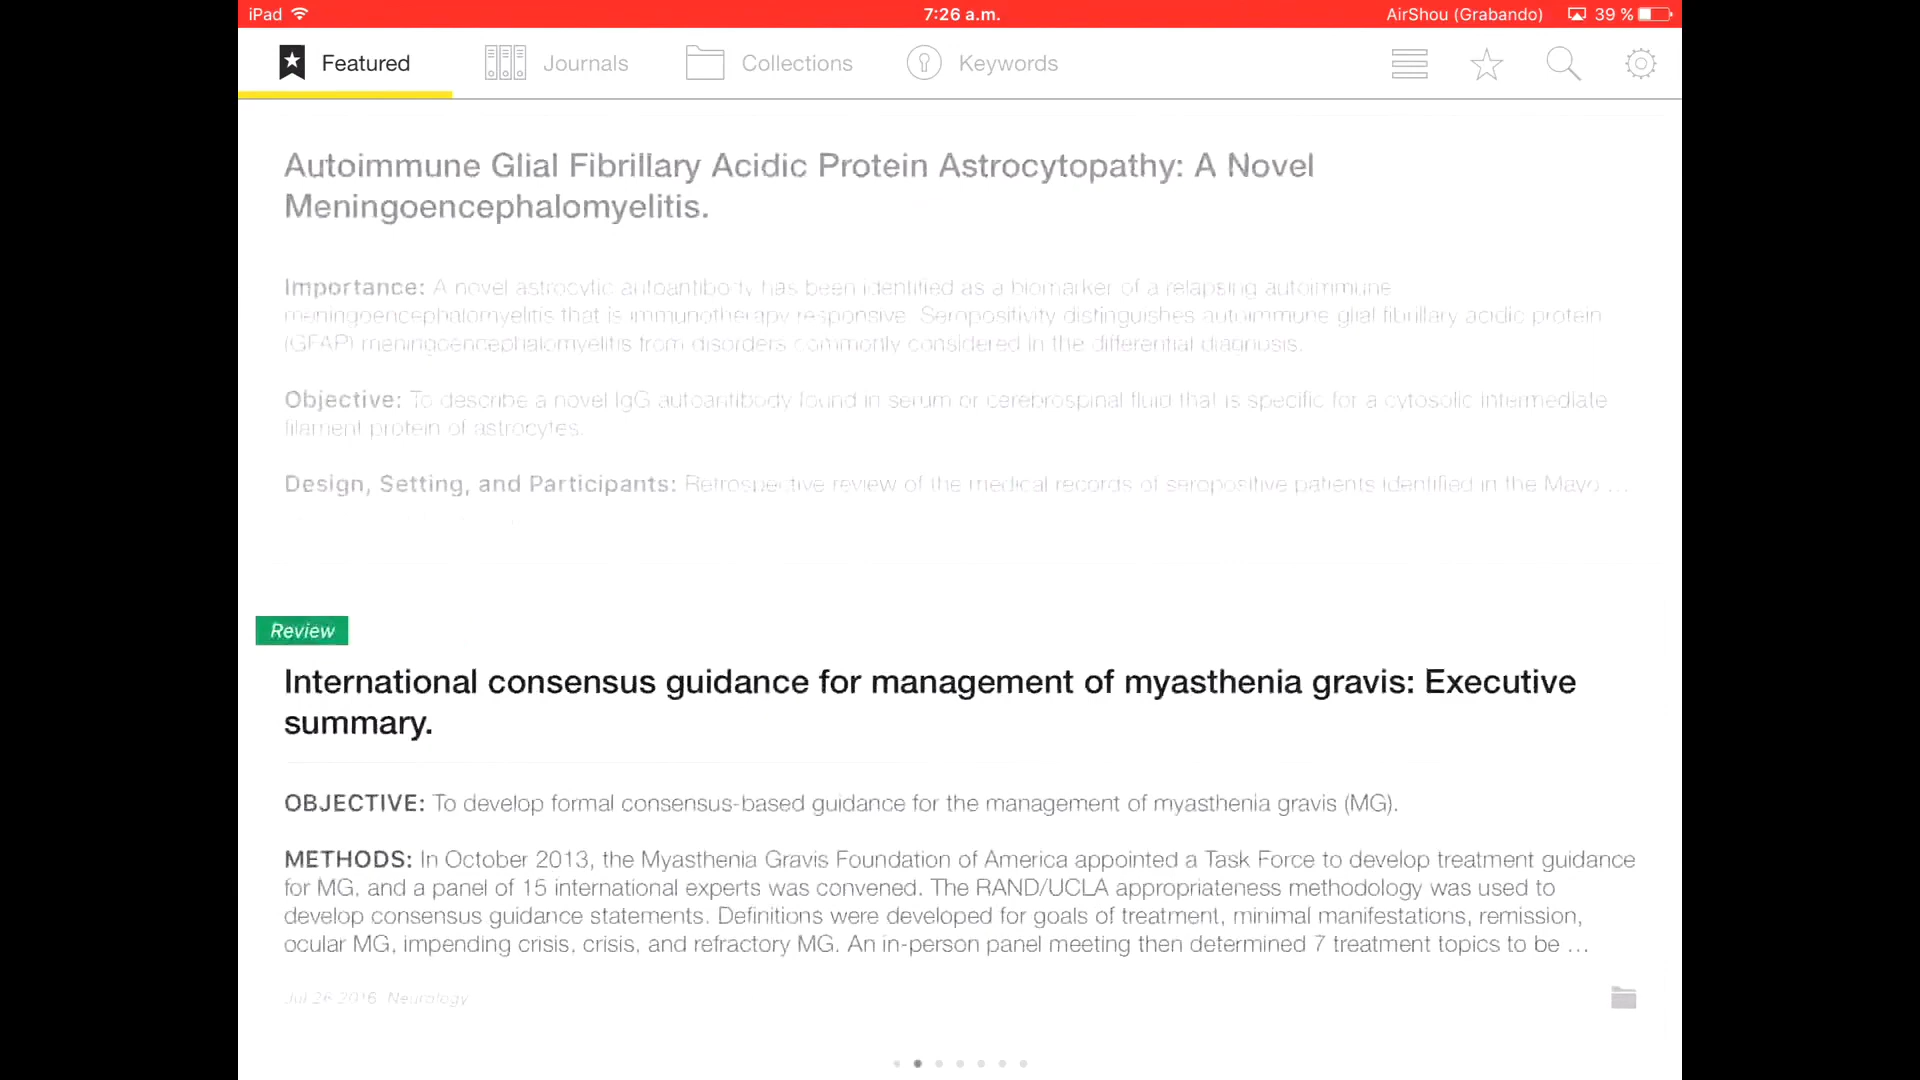 iPad 7:26 a.m. AirShou (Grabando) 39 %
Featured Journals Collections Keywords
Autoimmune Glial Fibrillary Acidic Protein Astrocytopathy: A Novel
Meningoencephalomyelitis.
Importance: A novel astrocytic autoantibody has been identified as a biomarker of a relapsing autoimmune
meningoencephalomyelitis that is immunotherapy responsive. Seropositivity distinguishes autoimmune glial fibrillary acidic protein
(GFAP) meningoencephalomyelitis from disorders commonly considered in the differential diagnosis.
Objective: To describe a novel IgG autoantibody found in serum or cerebrospinal fluid that is specific for a cytosolic intermediate
filament protein of astrocytes.
Design, Setting, and Participants: Retrospective review of the medical records of seropositive patients identified in the Mayo ...
Review
International consensus guidance for management of myasthenia gravis: Executive
summary.
OBJECTIVE: To develop formal consensus-based guidance for the management of myasthenia gravis (MG).
METHODS: In October 2013, the Myasthenia Gravis Foundation of America appointed a Task Force to develop treatment guidance
for MG, and a panel of 15 international experts was convened. The RAND/UCLA appropriateness methodology was used to
develop consensus guidance statements. Definitions were developed for goals of treatment, minimal manifestations, remission,
ocular MG, impending crisis, crisis, and refractory MG. An in-person panel meeting then determined 7 treatment topics to be ...
Jul 26 2016 Neurology